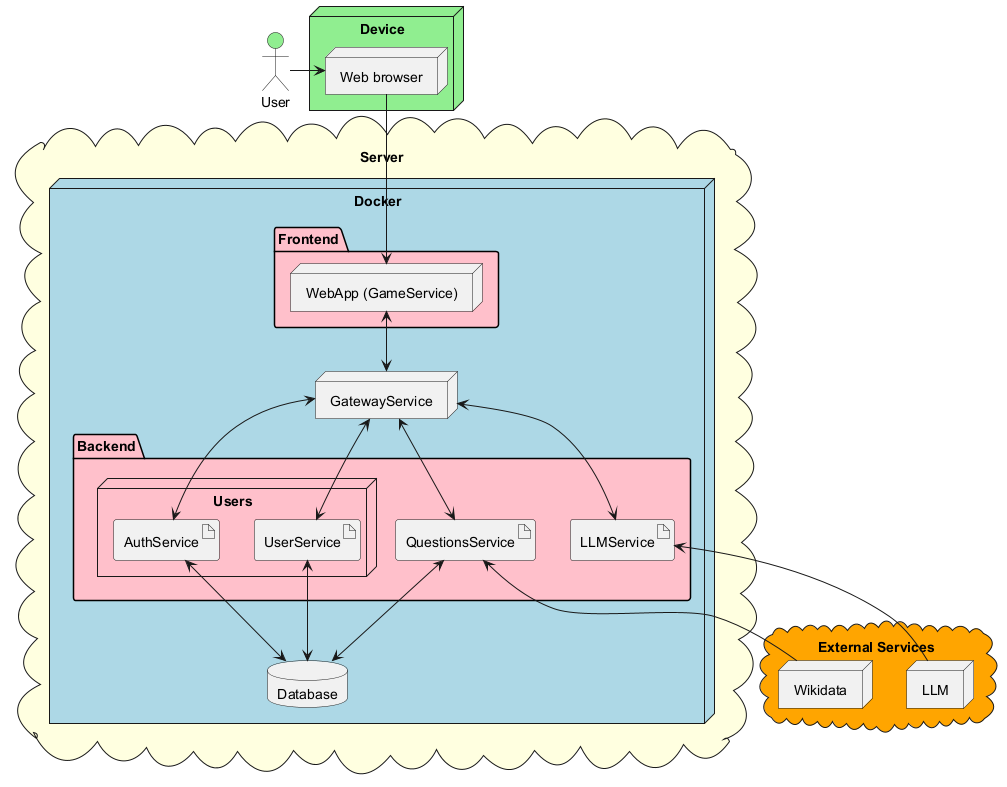 Device
Web browser
User
Server
Docker
Frontend
WebApp (GameService)
GatewayService
Backend
Users
AuthService
UserService
QuestionsService
LLMService
External Services
Wikidata
LLM
Database